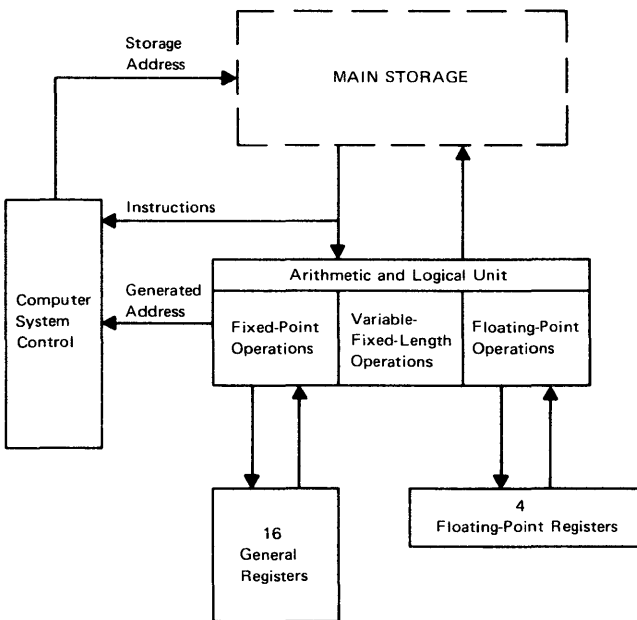 Storage
Address
MAIN STORAGE
Instructions
Arithmetic and Logical Unit
Computer
System
Control
Generated
Address
Fixed-Point
Operations
Variable-
Fixed-Length
Operations
Floating-Point
Operations
16
General
Registers
4
Floating-Point Registers